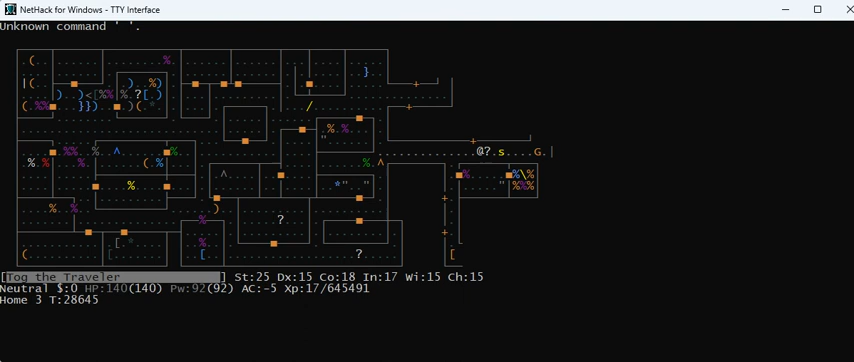 NetHack for Windows - TTY Interface
Unknown command ' '.
[Tog the Traveler ] St:25 Dx:15 Co:18 In:17 Wi:15 Ch:15
Neutral $:0 HP:140(140) Pw:92(92) AC:-5 Xp:17/645491
Home 3 T:28645